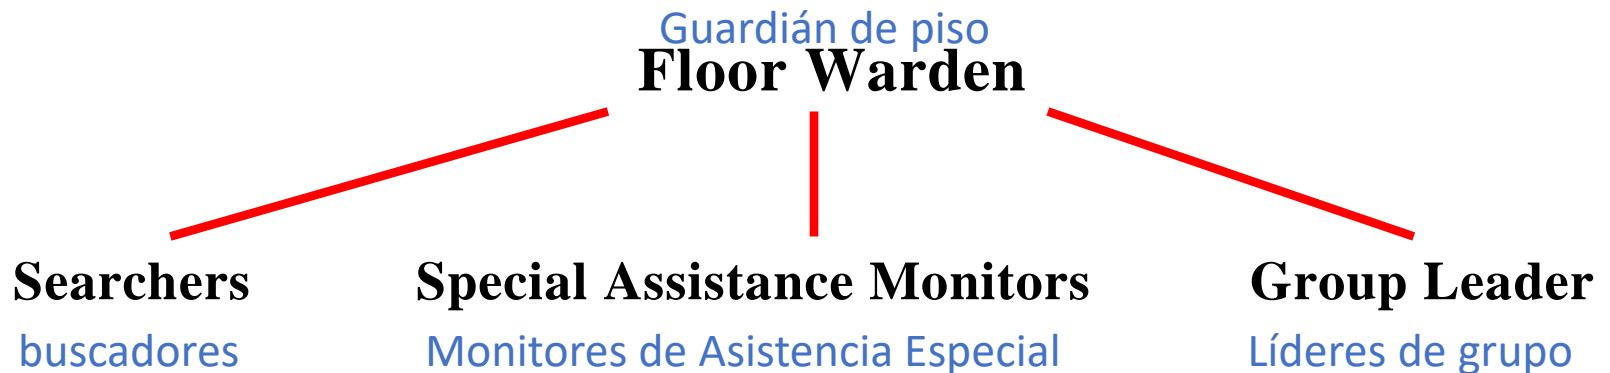 Guardián de piso
Floor Warden
Searchers
Special Assistance Monitors
Group Leader
buscadores
Monitores de Asistencia Especial
Líderes de grupo